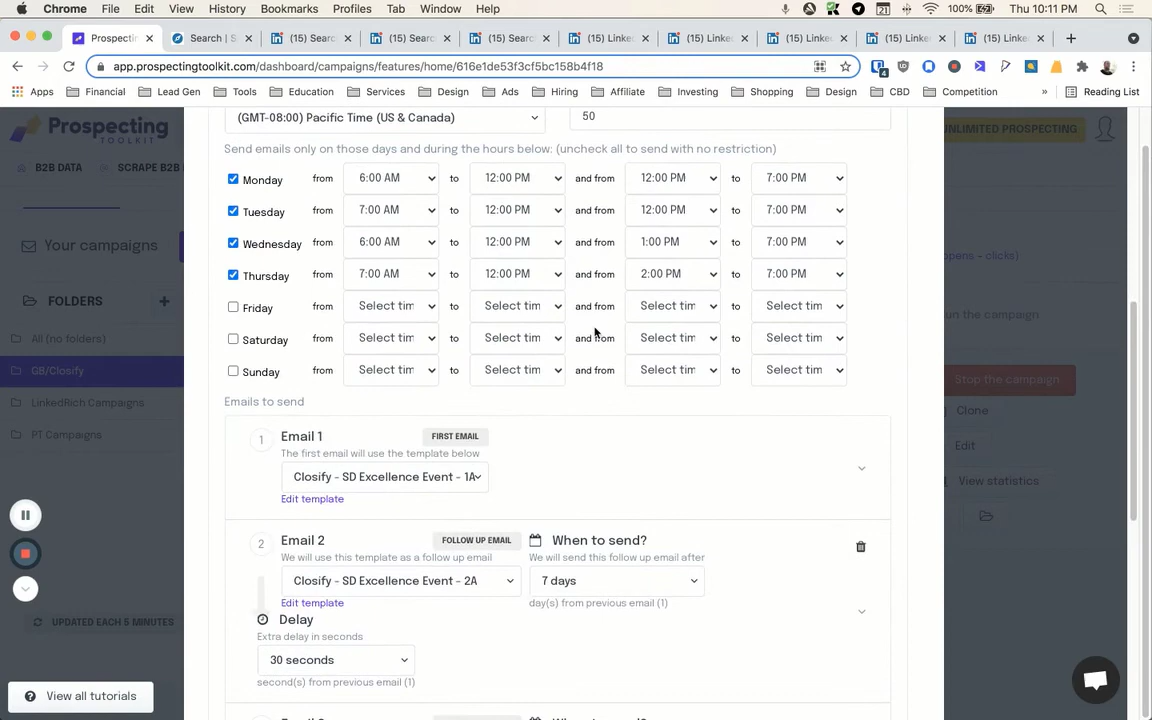 Chrome File Edit View History Bookmarks Profiles Tab Window Help 21 100% Thu 10:11 PM
Prospectin Search | S (15) Searc (15) Searc (15) Searc (15) Linke (15) Linke (15) Linke (15) Linke (15) Linke
app.prospectingtoolkit.com/dashboard/campaigns/features/home/616e1de53f3cf5bc158b4f18 4
Apps Financial Lead Gen Tools Education Services Design Ads Hiring Affiliate Investing Shopping Design CBD Competition » Reading List
Prospecting
TOOLKIT
UNLIMITED PROSPECTING
B2B DATA SCRAPE B2B
(GMT-08:00) Pacific Time (US & Canada) 50
Send emails only on those days and during the hours below: (uncheck all to send with no restriction)
Monday from 6:00 AM to 12:00 PM and from 12:00 PM to 7:00 PM
Tuesday from 7:00 AM to 12:00 PM and from 12:00 PM to 7:00 PM
Wednesday from 6:00 AM to 12:00 PM and from 1:00 PM to 7:00 PM
Thursday from 7:00 AM to 12:00 PM and from 2:00 PM to 7:00 PM
Friday from Select tim to Select tim and from Select tim to Select tim
Saturday from Select tim to Select tim and from Select tim to Select tim
Sunday from Select tim to Select tim and from Select tim to Select tim
Your campaigns
FOLDERS +
All (no folders)
GB/Closify
LinkedRich Campaigns
PT Campaigns
UPDATED EACH 5 MINUTES
View all tutorials
Emails to send
1 Email 1 FIRST EMAIL
The first email will use the template below
Closify - SD Excellence Event - 1A
Edit template
2 Email 2 FOLLOW UP EMAIL When to send?
We will use this template as a follow up email We will send this follow up email after
Closify - SD Excellence Event - 2A 7 days
Edit template day(s) from previous email (1)
Delay
Extra delay in seconds
30 seconds
second(s) from previous email (1)
opens - clicks)
un the campaign
Stop the campaign
Clone
Edit
View statistics